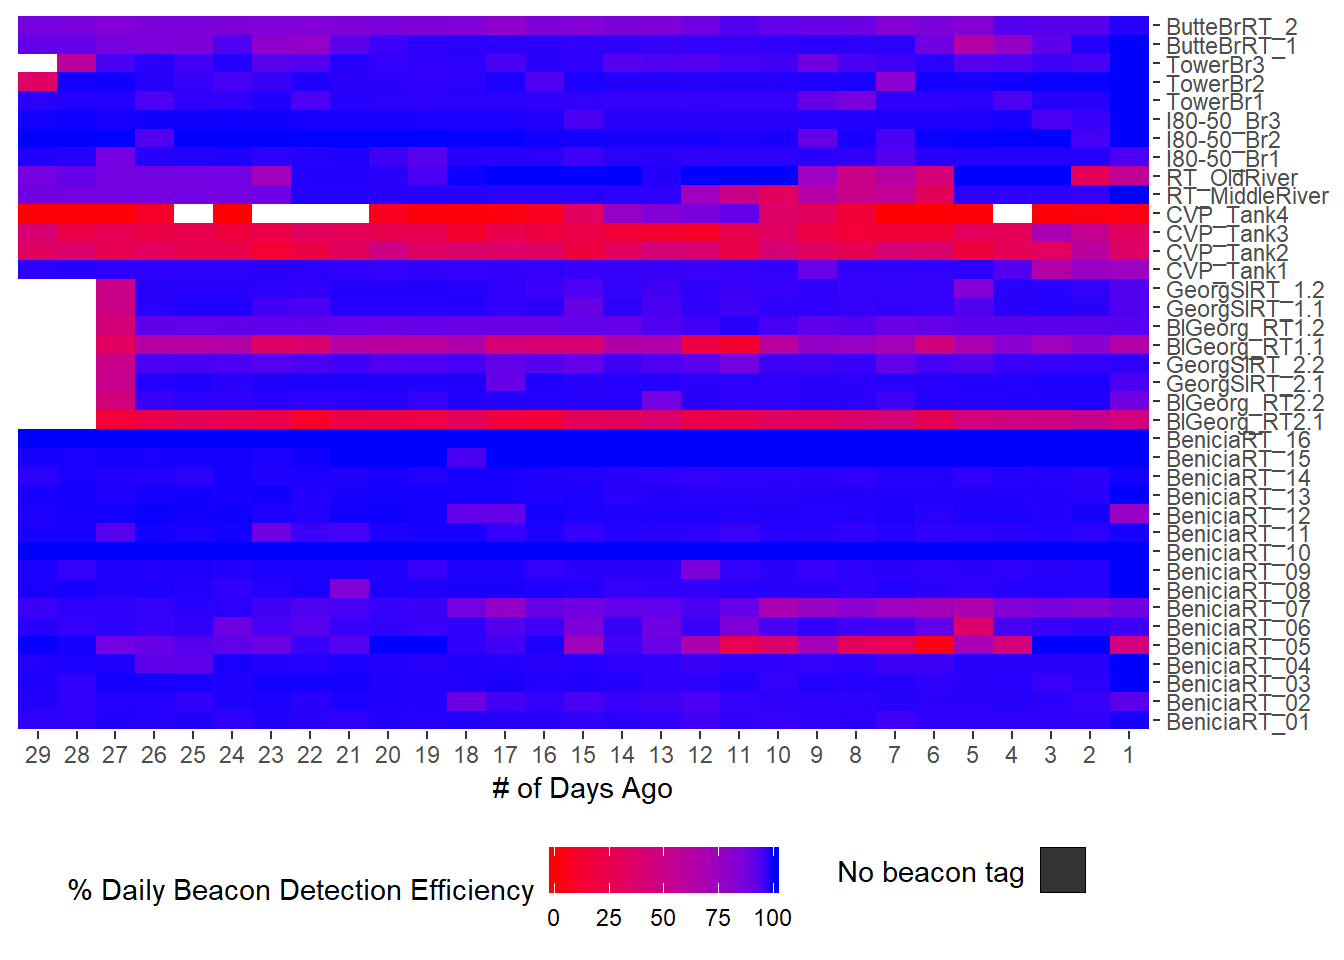 ButteBrRT_2
ButteBrRT_1
TowerBr3
TowerBr2
TowerBr1
I80-50_Br3
I80-50_Br2
I80-50_Br1
RT_OldRiver
RT_MiddleRiver
CVP_Tank4
CVP_Tank3
CVP_Tank2
CVP_Tank1
GeorgSlRT_1.2
GeorgSlRT_1.1
BlGeorg_RT1.2
BlGeorg_RT1.1
GeorgSlRT_2.2
GeorgSlRT_2.1
BlGeorg_RT2.2
BlGeorg_RT2.1
BeniciaRT_16
BeniciaRT_15
BeniciaRT_14
BeniciaRT_13
BeniciaRT_12
BeniciaRT_11
BeniciaRT_10
BeniciaRT_09
BeniciaRT_08
BeniciaRT_07
BeniciaRT_06
BeniciaRT_05
BeniciaRT_04
BeniciaRT_03
BeniciaRT_02
BeniciaRT_01
29 28 27 26 25 24 23 22 21 20 19 18 17 16 15 14 13 12 11 10 9 8 7 6 5 4 3 2 1
# of Days Ago
% Daily Beacon Detection Efficiency
0 25 50 75 100
No beacon tag